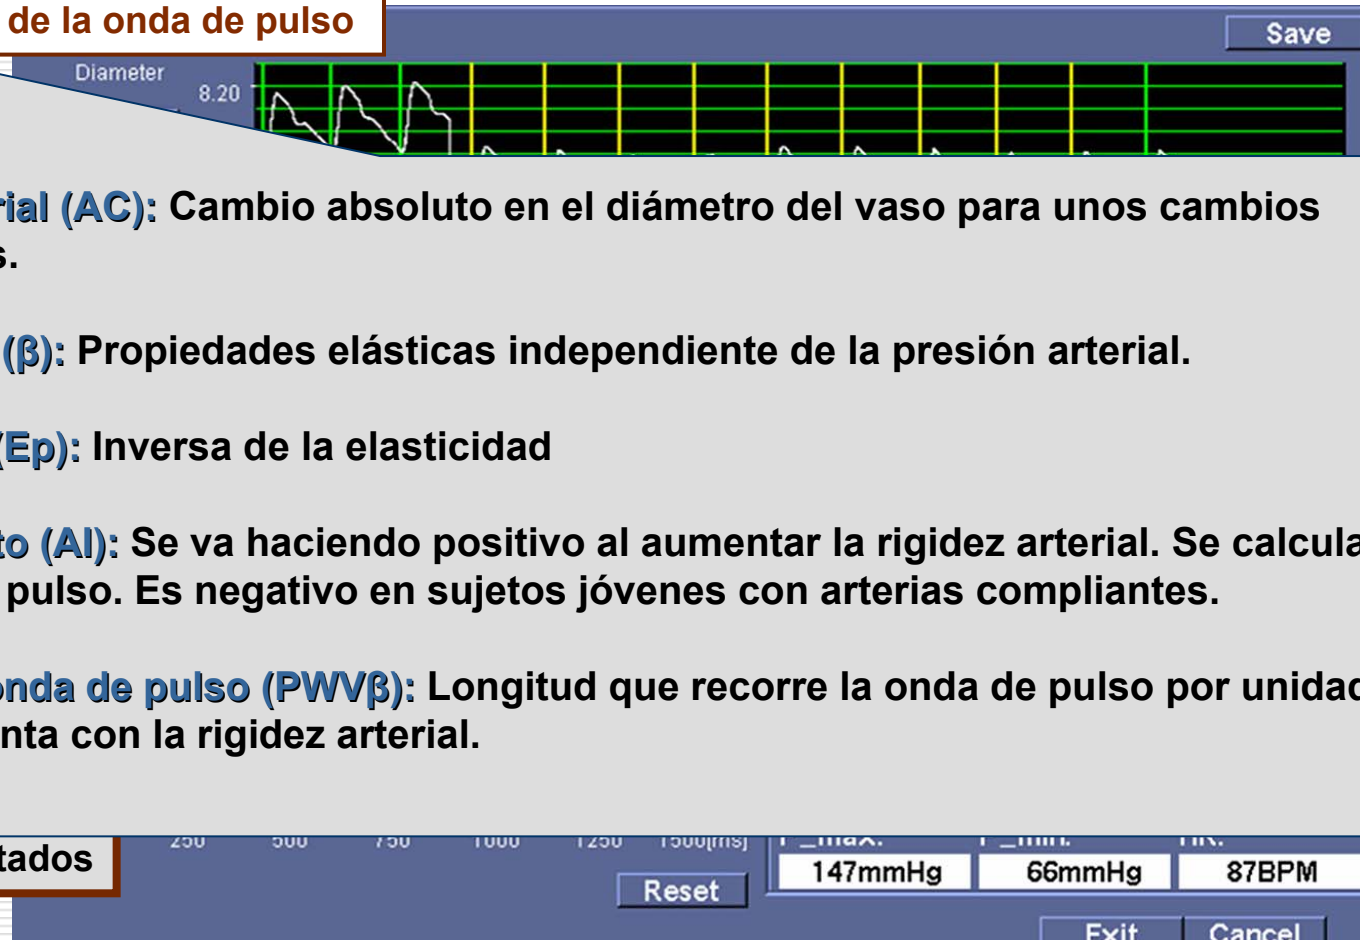 de la onda de pulso
Save
Diameter
8.20
rial (AC): Cambio absoluto en el diámetro del vaso para unos cambios
s.
(β): Propiedades elásticas independiente de la presión arterial.
(Ep): Inversa de la elasticidad
to (AI): Se va haciendo positivo al aumentar la rigidez arterial. Se calcula
pulso. Es negativo en sujetos jóvenes con arterias compliantes.
onda de pulso (PWVβ): Longitud que recorre la onda de pulso por unidad
nta con la rigidez arterial.
tados
250 500 750 1000 1250 1500[ms] P_max. P_min. HR.
147mmHg 66mmHg 87BPM
Reset
Exit Cancel